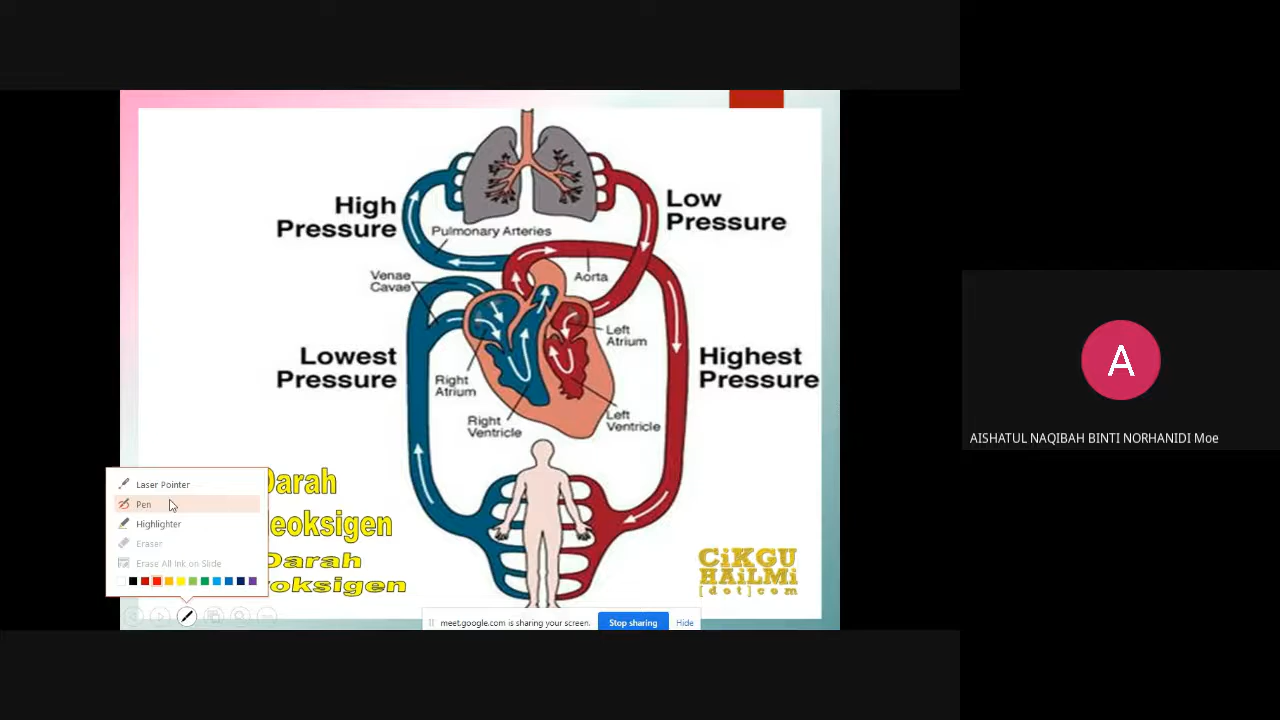 High
Pressure
Low
Pressure
Pulmonary Arteries
Venae
Cavae
Aorta
Left
Atrium
Lowest
Pressure
Highest
Pressure
Right
Atrium
Right
Ventricle
Left
Ventricle
Laser Pointer
Pen
Highlighter
Eraser
Erase All Ink on Slide
Darah
eoksigen
Darah
oksigen
CiKGU
HAiLMi
[dot]com
meet.google.com is sharing your screen.
Stop sharing
Hide
A
AISHATUL NAQIBAH BINTI NORHANIDI Moe